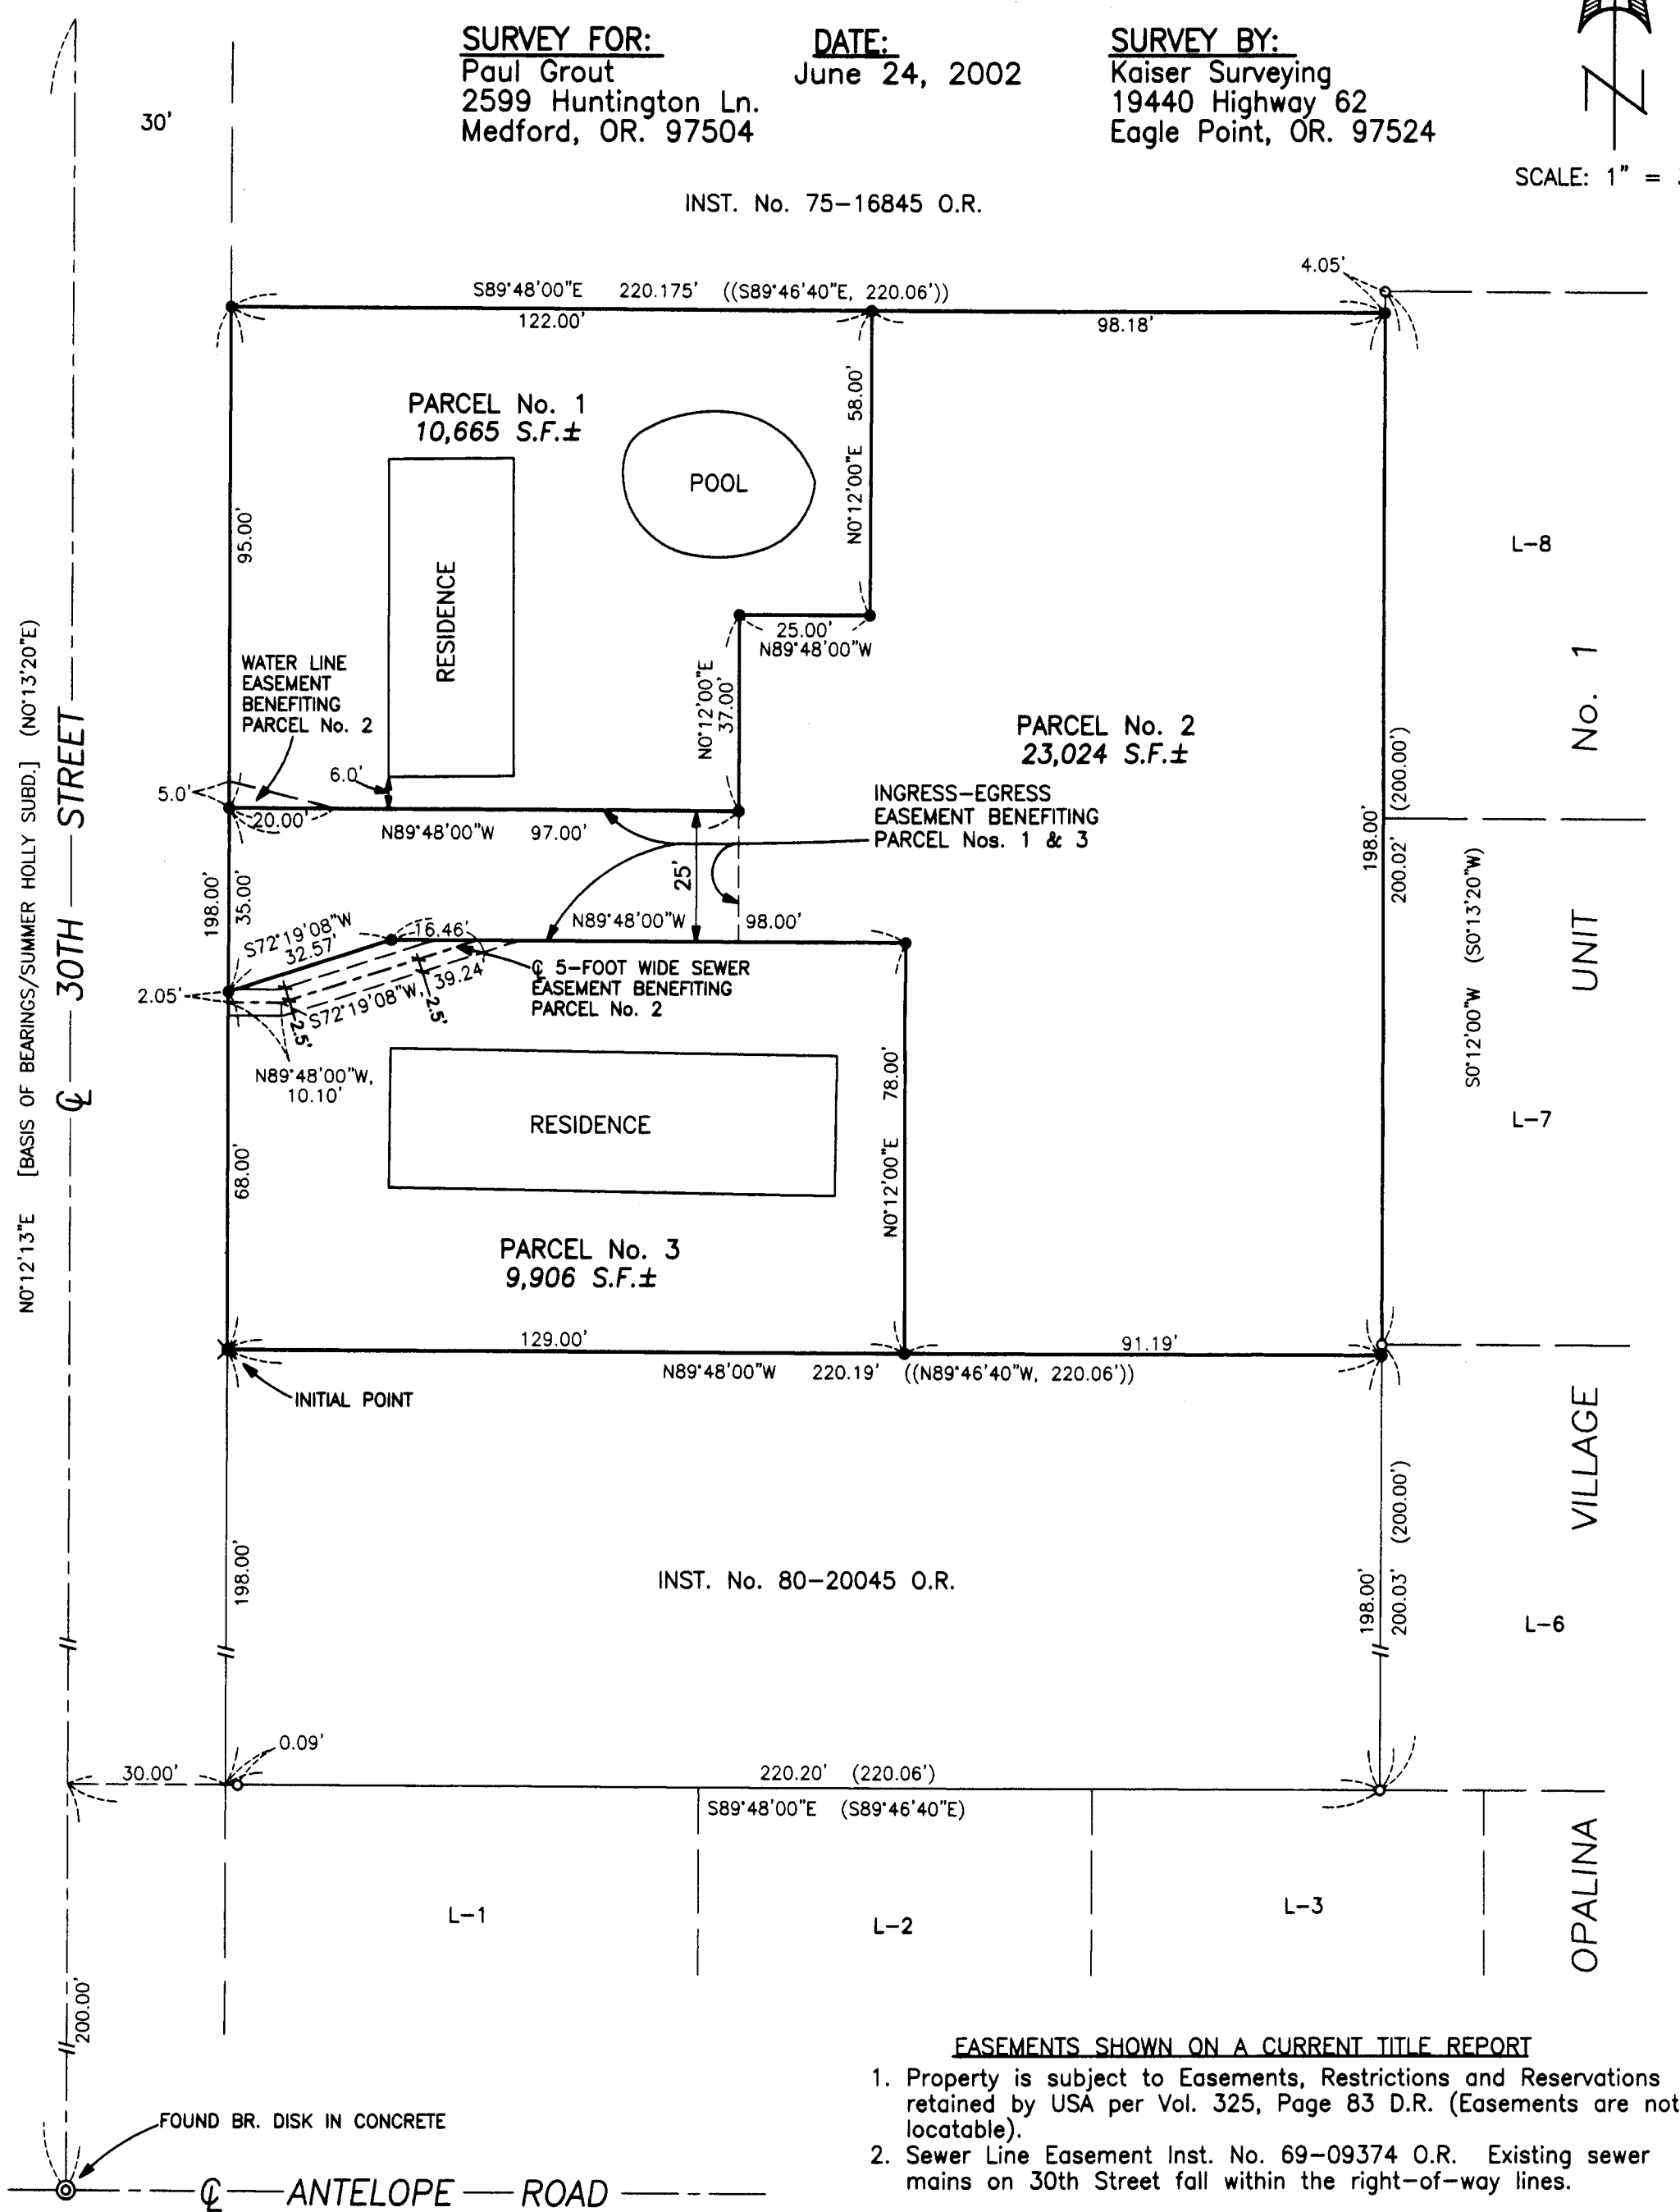 SURVEY FOR:
Paul Grout
2599 Huntington Ln.
Medford, OR. 97504
DATE:
June 24, 2002
SURVEY BY:
Kaiser Surveying
19440 Highway 62
Eagle Point, OR. 97524
N
SCALE: 1" =
30'
INST. No. 75-16845 O.R.
4.05'
S89°48'00"E 220.175' ((S89°46'40"E, 220.06'))
122.00'
98.18'
PARCEL No. 1
10,665 S.F.±
POOL
N0°12'00"E 58.00'
95.00'
RESIDENCE
L-8
25.00'
N89°48'00"W
WATER LINE
EASEMENT
BENEFITING
PARCEL No. 2
N0°12'00"E
37.00'
PARCEL No. 2
23,024 S.F.±
6.0'
5.0'
20.00'
N89°48'00"W 97.00'
INGRESS-EGRESS
EASEMENT BENEFITING
PARCEL Nos. 1 & 3
25'
198.00'
35.00'
198.00'
200.02' (200.00')
S0°12'00"W (S0°13'20"W)
N0°12'13"E [BASIS OF BEARINGS/SUMMER HOLLY SUBD.] (N0°13'20"E)
℄ 30TH STREET
S72°19'08"W
32.57'
16.46'
N89°48'00"W 98.00'
2.05'
S72°19'08"W, 39.24'
2.5'
2.5'
℄ 5-FOOT WIDE SEWER
EASEMENT BENEFITING
PARCEL No. 2
N89°48'00"W,
10.10'
RESIDENCE
N0°12'00"E 78.00'
L-7
68.00'
PARCEL No. 3
9,906 S.F.±
129.00'
91.19'
N89°48'00"W 220.19' ((N89°46'40"W, 220.06'))
INITIAL POINT
198.00'
INST. No. 80-20045 O.R.
198.00'
200.03' (200.00')
L-6
OPALINA VILLAGE UNIT No. 1
0.09'
30.00'
220.20' (220.06')
S89°48'00"E (S89°46'40"E)
L-1
L-2
L-3
200.00'
FOUND BR. DISK IN CONCRETE
℄ ANTELOPE ROAD
EASEMENTS SHOWN ON A CURRENT TITLE REPORT
1. Property is subject to Easements, Restrictions and Reservations
retained by USA per Vol. 325, Page 83 D.R. (Easements are not
locatable).
2. Sewer Line Easement Inst. No. 69-09374 O.R. Existing sewer
mains on 30th Street fall within the right-of-way lines.